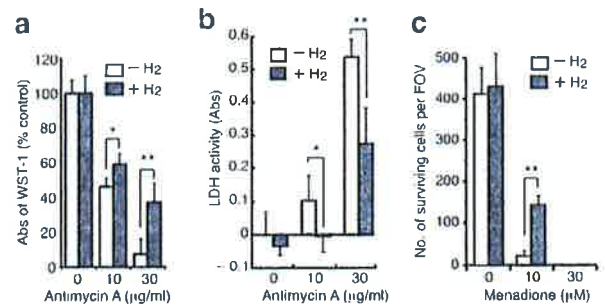 a
Abs of WST-1 (% control)
120
100
80
60
40
20
0
− H2
+ H2
*
**
0 10 30
Antimycin A (µg/ml)
b
LDH activity (Abs)
0.6
0.5
0.4
0.3
0.2
0.1
0
− 0.1
− H2
+ H2
*
**
0 10 30
Antimycin A (µg/ml)
c
No. of surviving cells per FOV
500
400
300
200
100
0
− H2
+ H2
**
0 10 30
Menadione (µM)